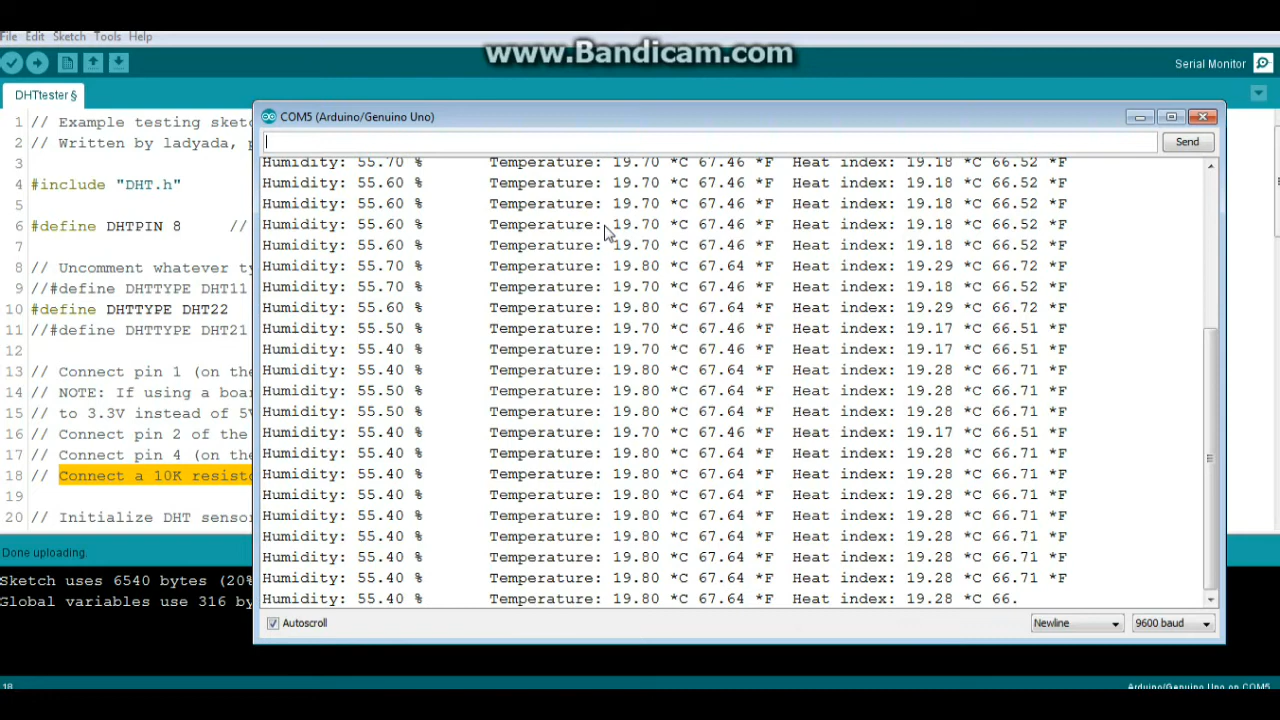 www.Bandicam.com
File Edit Sketch Tools Help
Serial Monitor
DHTtester §
1 // Example testing sketc
2 // Written by ladyada, p
3
4 #include "DHT.h"
5
6 #define DHTPIN 8 //
7
8 // Uncomment whatever ty
9 //#define DHTTYPE DHT11
10 #define DHTTYPE DHT22
11 //#define DHTTYPE DHT21
12
13 // Connect pin 1 (on the
14 // NOTE: If using a boar
15 // to 3.3V instead of 5V
16 // Connect pin 2 of the
17 // Connect pin 4 (on the
18 // Connect a 10K resisto
19
20 // Initialize DHT sensor
COM5 (Arduino/Genuino Uno)
Send
Humidity: 55.70 % Temperature: 19.70 *C 67.46 *F Heat index: 19.18 *C 66.52 *F
Humidity: 55.60 % Temperature: 19.70 *C 67.46 *F Heat index: 19.18 *C 66.52 *F
Humidity: 55.60 % Temperature: 19.70 *C 67.46 *F Heat index: 19.18 *C 66.52 *F
Humidity: 55.60 % Temperature: 19.70 *C 67.46 *F Heat index: 19.18 *C 66.52 *F
Humidity: 55.60 % Temperature: 19.70 *C 67.46 *F Heat index: 19.18 *C 66.52 *F
Humidity: 55.70 % Temperature: 19.80 *C 67.64 *F Heat index: 19.29 *C 66.72 *F
Humidity: 55.70 % Temperature: 19.70 *C 67.46 *F Heat index: 19.18 *C 66.52 *F
Humidity: 55.60 % Temperature: 19.80 *C 67.64 *F Heat index: 19.29 *C 66.72 *F
Humidity: 55.50 % Temperature: 19.70 *C 67.46 *F Heat index: 19.17 *C 66.51 *F
Humidity: 55.40 % Temperature: 19.70 *C 67.46 *F Heat index: 19.17 *C 66.51 *F
Humidity: 55.40 % Temperature: 19.80 *C 67.64 *F Heat index: 19.28 *C 66.71 *F
Humidity: 55.50 % Temperature: 19.80 *C 67.64 *F Heat index: 19.28 *C 66.71 *F
Humidity: 55.50 % Temperature: 19.80 *C 67.64 *F Heat index: 19.28 *C 66.71 *F
Humidity: 55.40 % Temperature: 19.70 *C 67.46 *F Heat index: 19.17 *C 66.51 *F
Humidity: 55.40 % Temperature: 19.80 *C 67.64 *F Heat index: 19.28 *C 66.71 *F
Humidity: 55.40 % Temperature: 19.80 *C 67.64 *F Heat index: 19.28 *C 66.71 *F
Humidity: 55.40 % Temperature: 19.80 *C 67.64 *F Heat index: 19.28 *C 66.71 *F
Humidity: 55.40 % Temperature: 19.80 *C 67.64 *F Heat index: 19.28 *C 66.71 *F
Humidity: 55.40 % Temperature: 19.80 *C 67.64 *F Heat index: 19.28 *C 66.71 *F
Humidity: 55.40 % Temperature: 19.80 *C 67.64 *F Heat index: 19.28 *C 66.71 *F
Humidity: 55.40 % Temperature: 19.80 *C 67.64 *F Heat index: 19.28 *C 66.71 *F
Humidity: 55.40 % Temperature: 19.80 *C 67.64 *F Heat index: 19.28 *C 66.
Autoscroll
Newline
9600 baud
Done uploading.
Sketch uses 6540 bytes (20%
Global variables use 316 by
18
Arduino/Genuino Uno on COM5